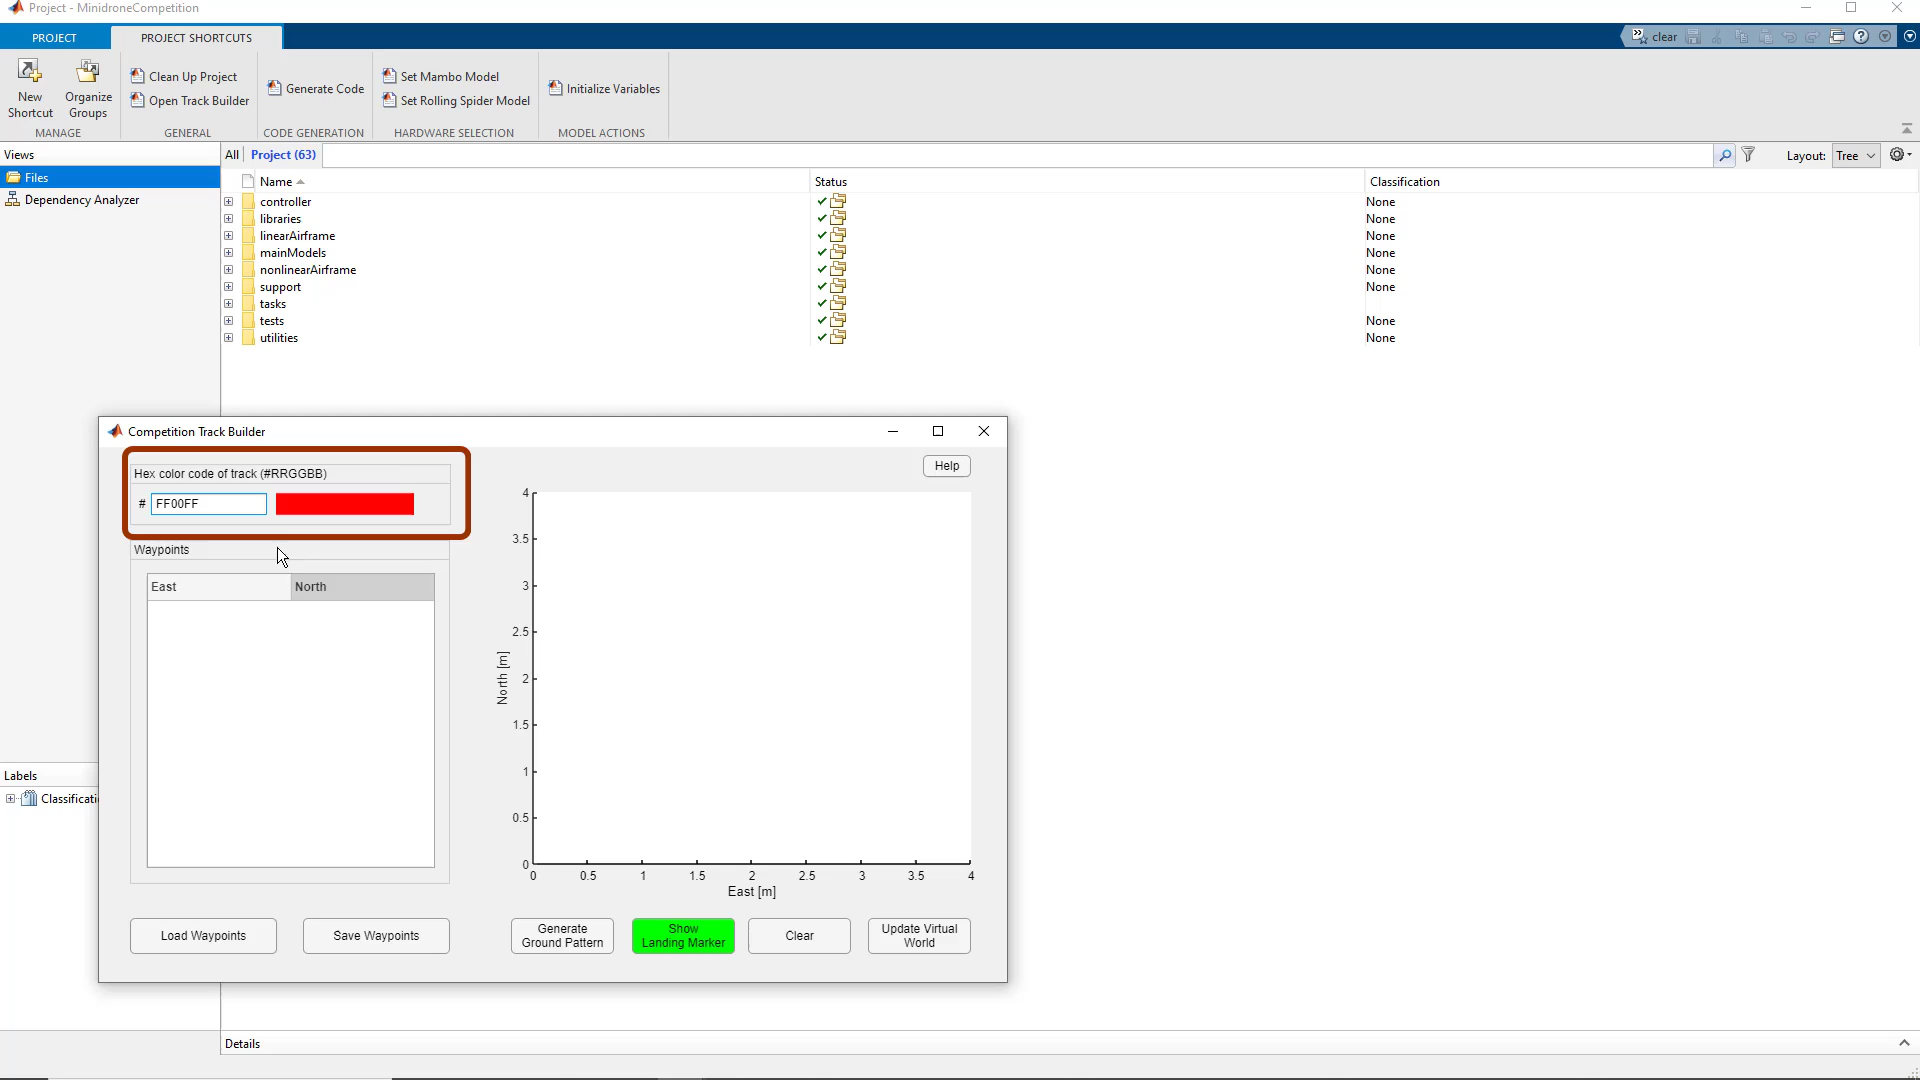 Project - MinidroneCompetition
PROJECT
PROJECT SHORTCUTS
clear
New
Shortcut
Organize
Groups
Clean Up Project
Open Track Builder
Generate Code
Set Mambo Model
Set Rolling Spider Model
Initialize Variables
MANAGE
GENERAL
CODE GENERATION
HARDWARE SELECTION
MODEL ACTIONS
Views
All
Project (63)
Layout:
Tree
Files
Dependency Analyzer
Name
Status
Classification
controller
None
libraries
None
linearAirframe
None
mainModels
None
nonlinearAirframe
None
support
None
tasks
tests
None
utilities
None
Labels
Classificati
Competition Track Builder
Hex color code of track (#RRGGBB)
# FF00FF
Help
Waypoints
East
North
4
3.5
3
2.5
2
1.5
1
0.5
0
North [m]
0
0.5
1
1.5
2
2.5
3
3.5
4
East [m]
Load Waypoints
Save Waypoints
Generate
Ground Pattern
Show
Landing Marker
Clear
Update Virtual
World
Details